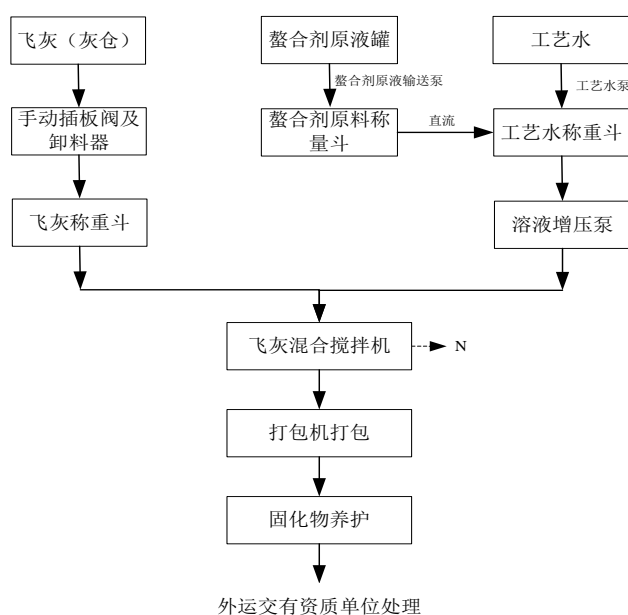 飞灰（灰仓）
螯合剂原液罐
工艺水
螯合剂原液输送泵
工艺水泵
手动插板阀及
卸料器
螯合剂原料称
量斗
直流
工艺水称重斗
飞灰称重斗
溶液增压泵
飞灰混合搅拌机
N
打包机打包
固化物养护
外运交有资质单位处理